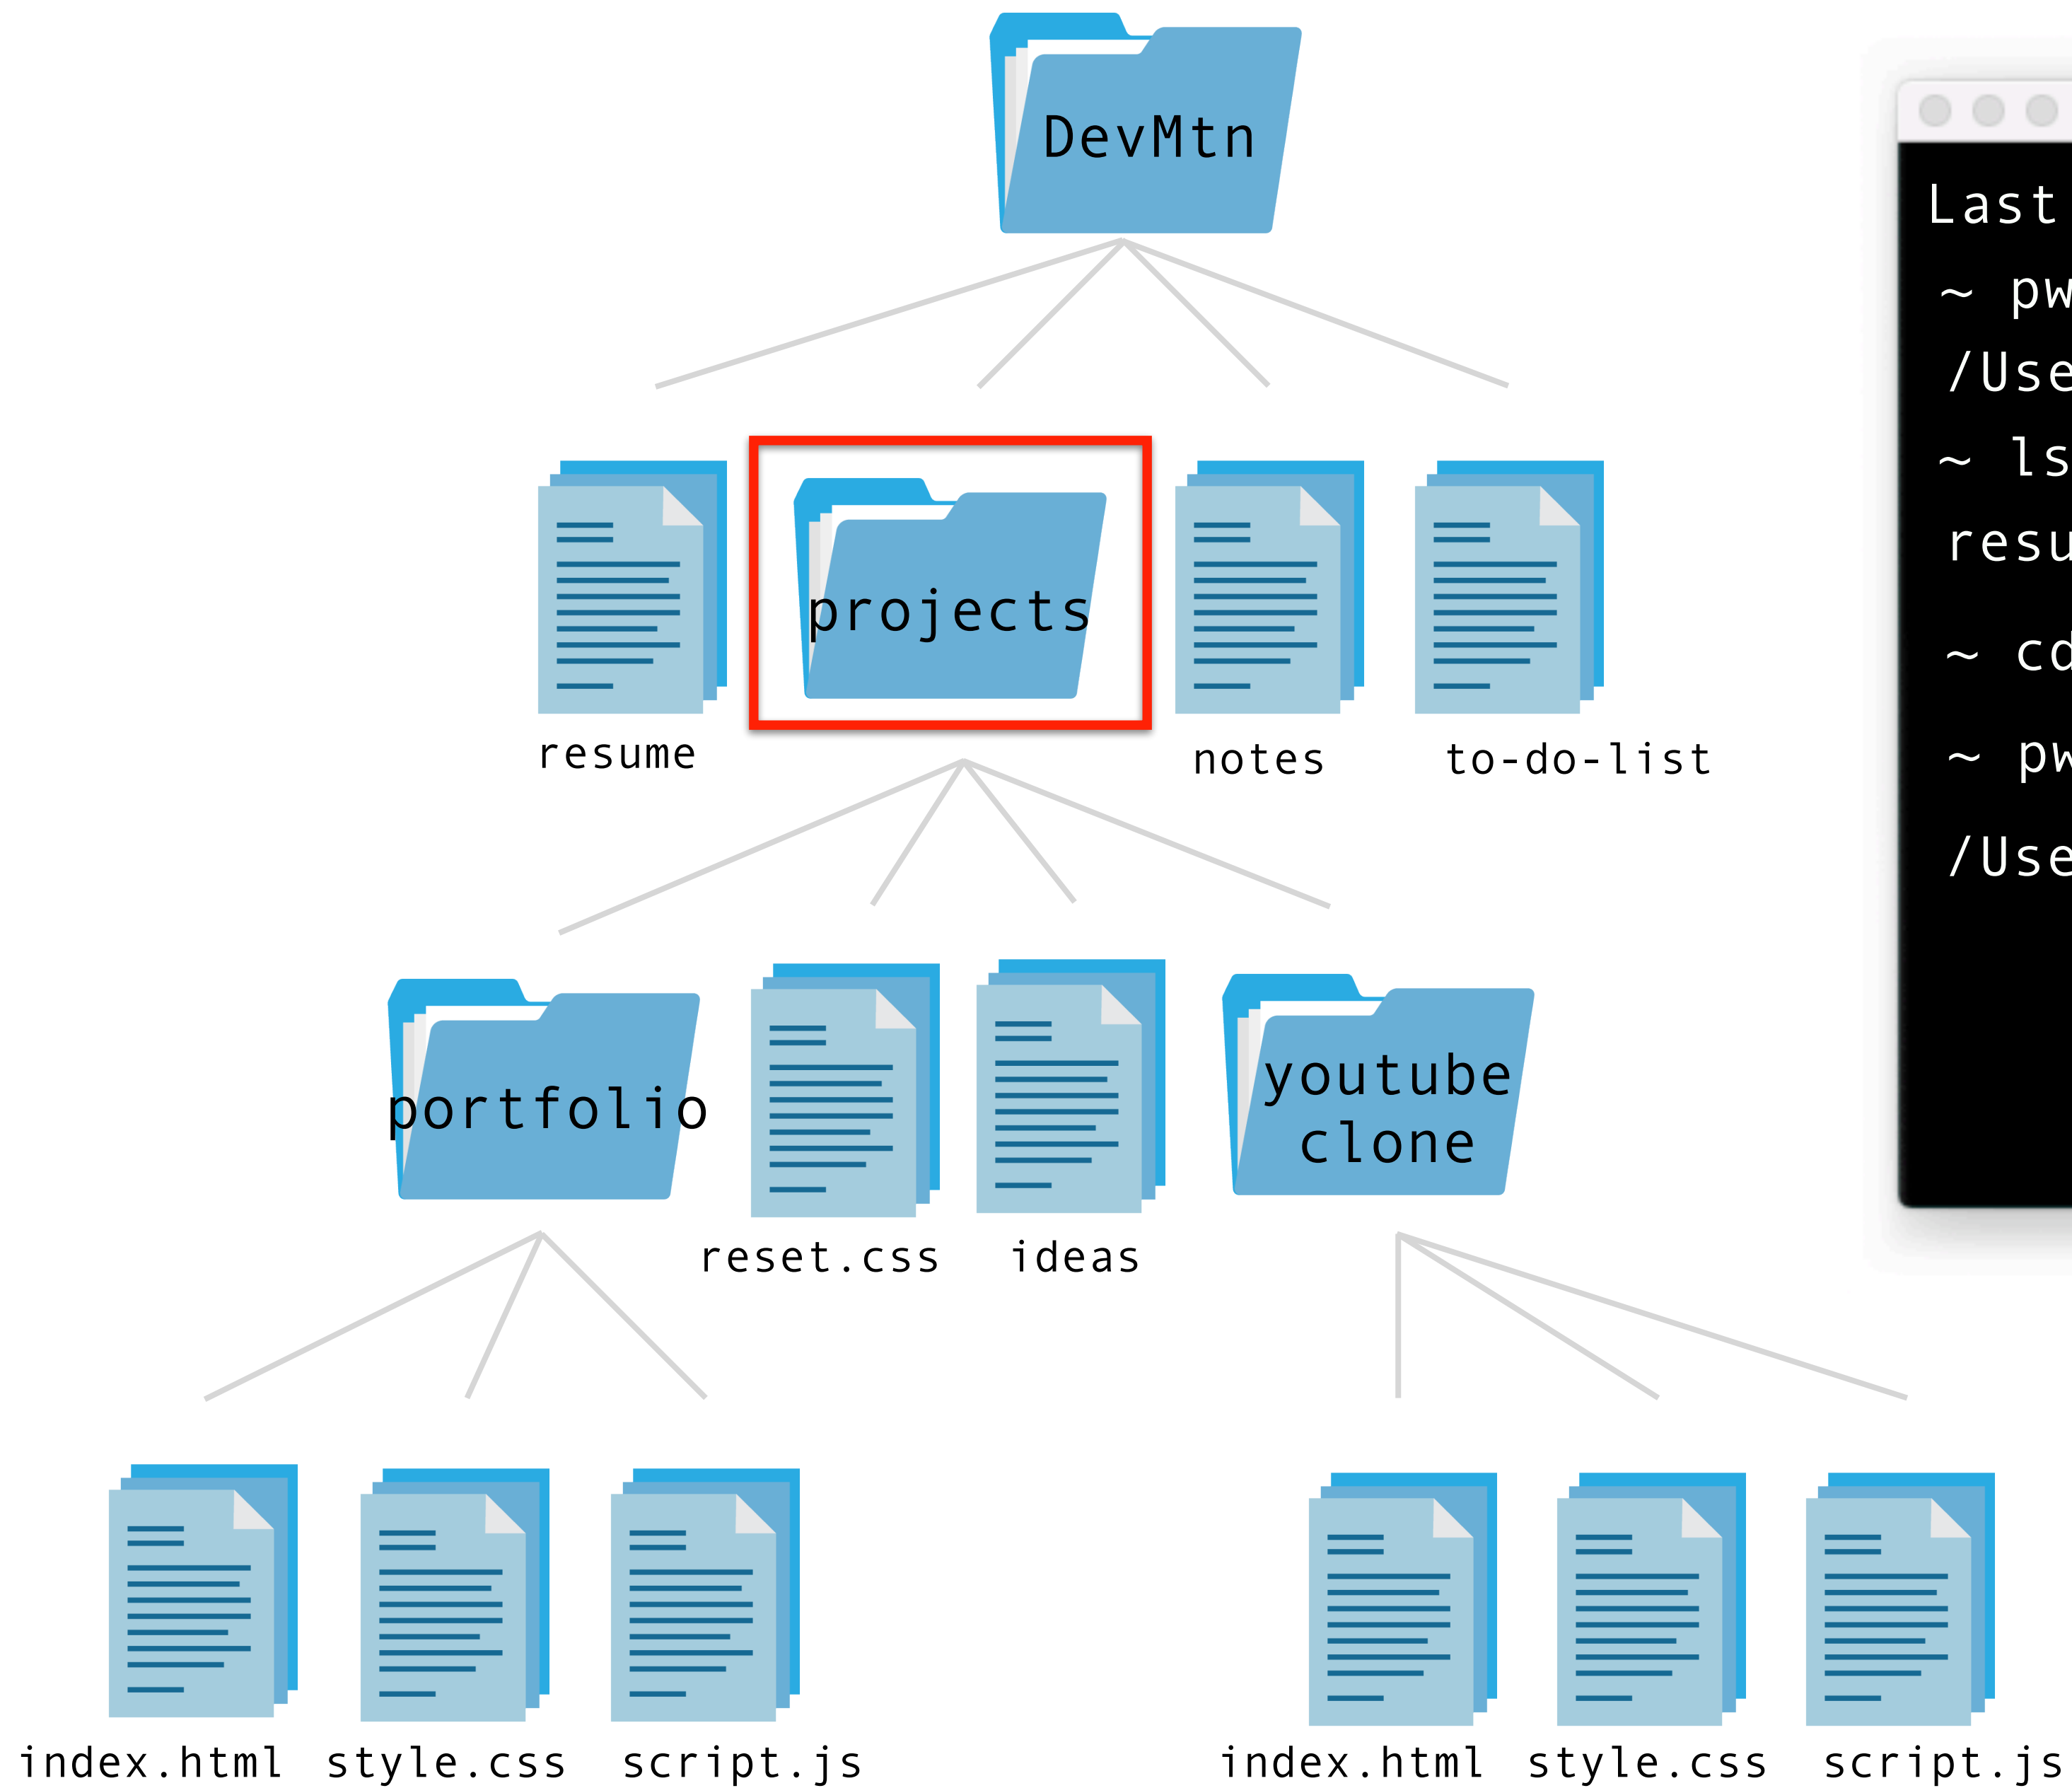 DevMtn
projects
resume
notes
to-do-list
portfolio
youtube
clone
reset.css
ideas
index.html
style.css
script.js
index.html
style.css
script.js
Last
~ pw
/Use
~ ls
resu
~ cd
~ pw
/Use